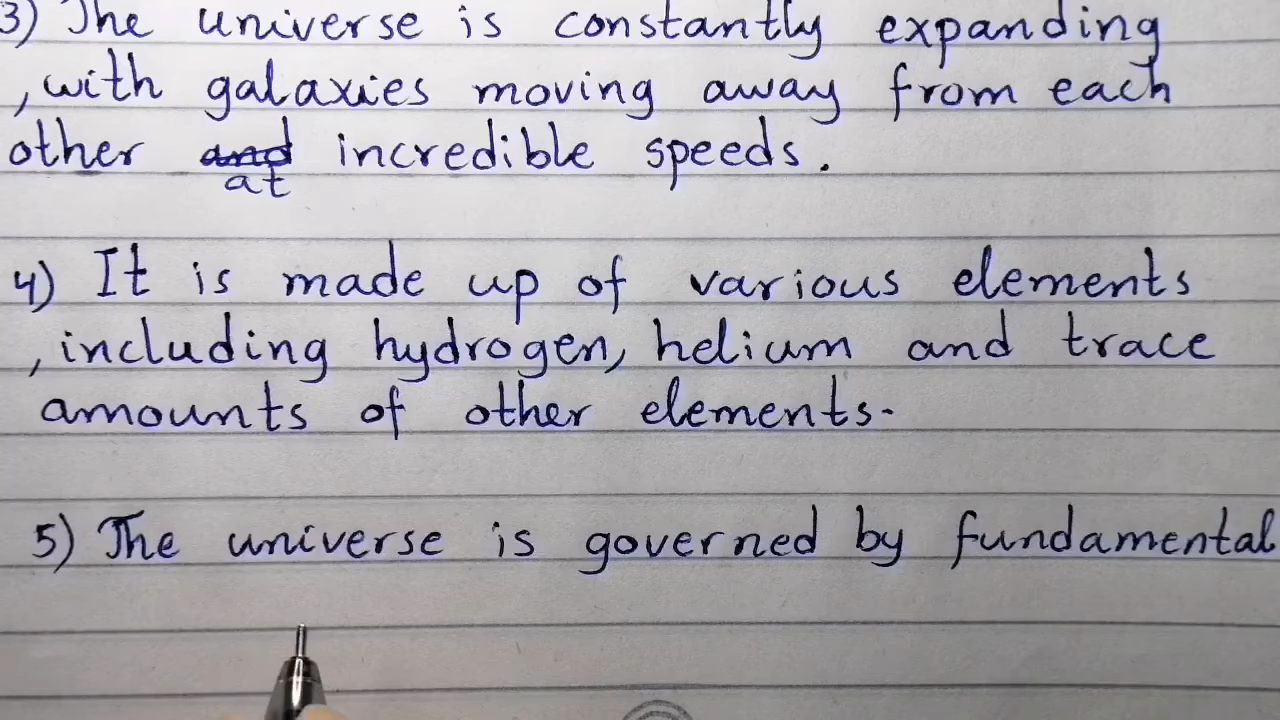 3) The universe is constantly expanding
, with galaxies moving away from each
other and incredible speeds.
at
4) It is made up of various elements
, including hydrogen, helium and trace
amounts of other elements.
5) The universe is governed by fundamental